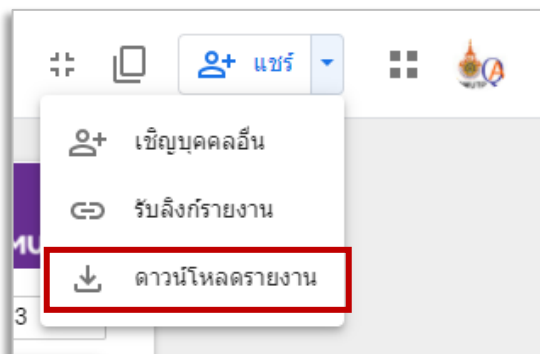 แชร์
เชิญบุคคลอื่น
รับลิงก์รายงาน
MU
ดาวน์โหลดรายงาน
3